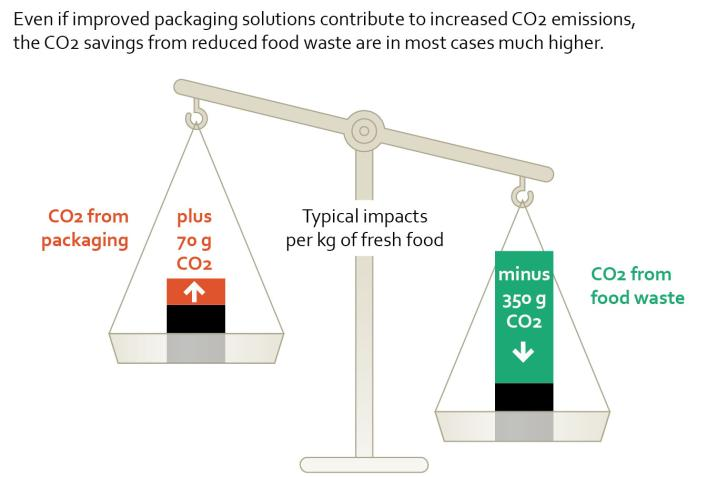 Even if improved packaging solutions contribute to increased CO2 emissions,
the CO2 savings from reduced food waste are in most cases much higher.
CO2 from
packaging
plus
70 g
CO2
Typical impacts
per kg of fresh food
minus
350 g
CO2
CO2 from
food waste